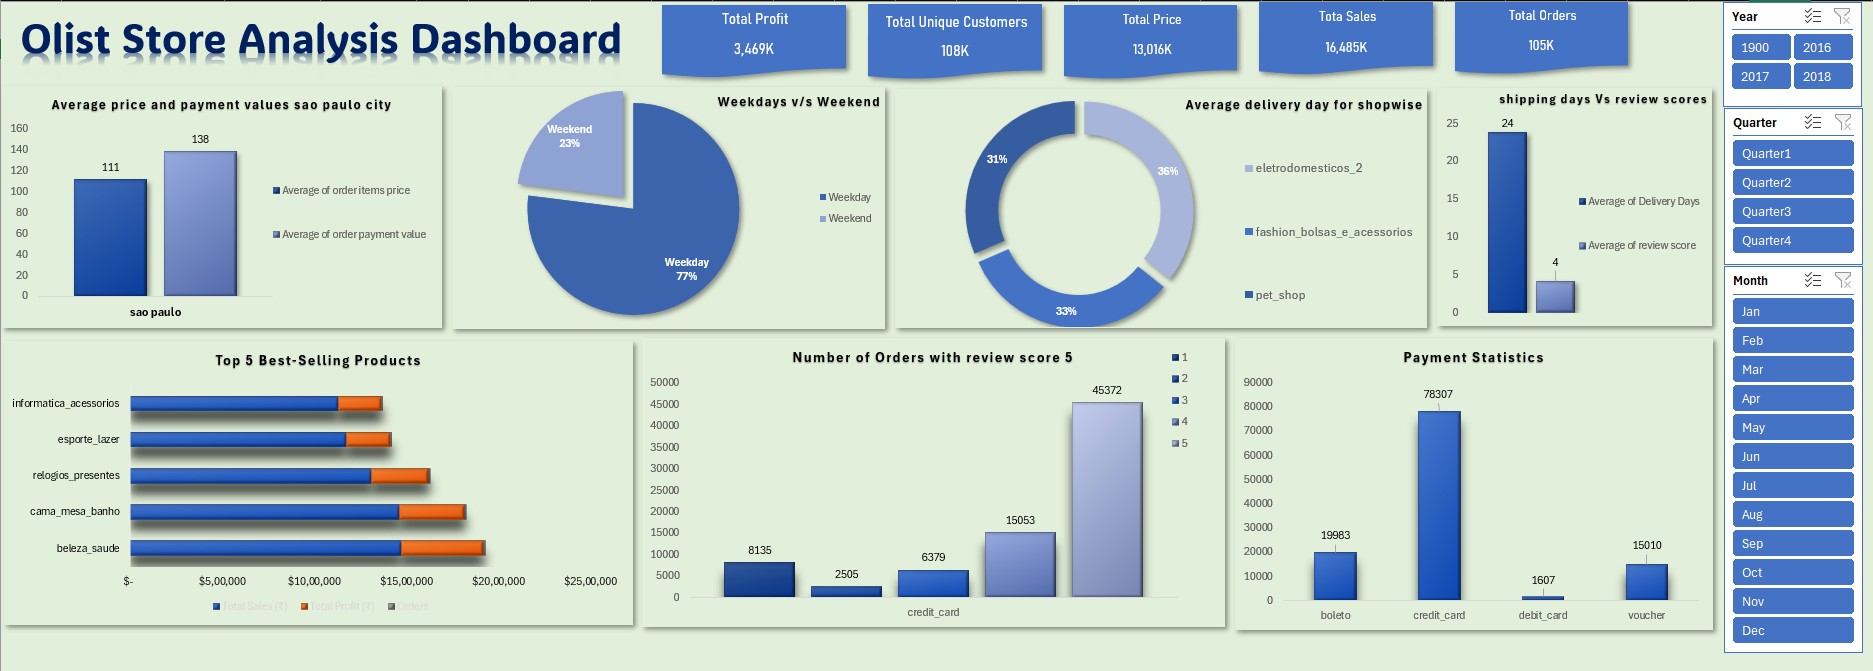 Olist Store Analysis Dashboard
Total Profit
3,469K
Total Unique Customers
108K
Total Price
13,016K
Tota Sales
16,485K
Total Orders
105K
Year
1900
2016
2017
2018
Average price and payment values sao paulo city
160
140
120
100
80
60
40
20
0
111
138
sao paulo
Average of order items price
Average of order payment value
Weekdays v/s Weekend
Weekend
23%
Weekday
77%
Weekday
Weekend
Average delivery day for shopwise
31%
36%
33%
eletrodomesticos_2
fashion_bolsas_e_acessorios
pet_shop
shipping days Vs review scores
25
20
15
10
5
0
24
4
Average of Delivery Days
Average of review score
Quarter
Quarter1
Quarter2
Quarter3
Quarter4
Month
Jan
Feb
Mar
Apr
May
Jun
Jul
Aug
Sep
Oct
Nov
Dec
Top 5 Best-Selling Products
informatica_acessorios
esporte_lazer
relogios_presentes
cama_mesa_banho
beleza_saude
$-
$5,00,000
$10,00,000
$15,00,000
$20,00,000
$25,00,000
Total Sales (₹)
Total Profit (₹)
Orders
Number of Orders with review score 5
50000
45000
40000
35000
30000
25000
20000
15000
10000
5000
0
8135
2505
6379
15053
45372
credit_card
1
2
3
4
5
Payment Statistics
90000
80000
70000
60000
50000
40000
30000
20000
10000
0
19983
78307
1607
15010
boleto
credit_card
debit_card
voucher